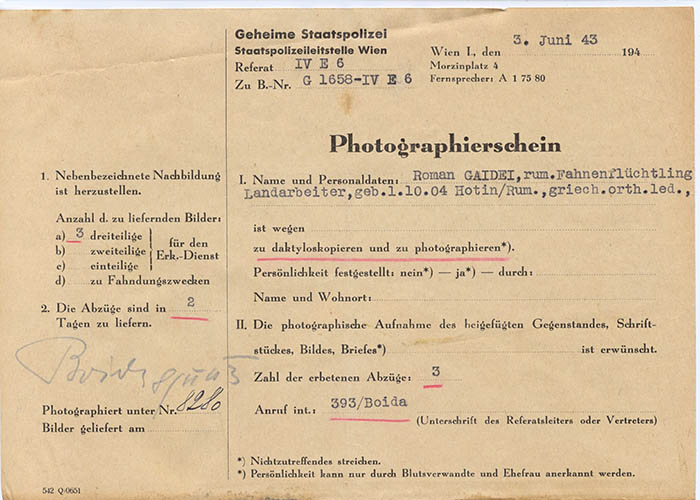 Geheime Staatspolizei
Staatspolizeileitstelle Wien
Referat IV E 6
Zu B.-Nr. G 1658-IV E 6
3. Juni 43
Wien I., den 194
Morzinplatz 4
Fernsprecher: A 1 75 80
Photographierschein
1. Nebenbezeichnete Nachbildung
ist herzustellen.
Anzahl d. zu liefernden Bilder:
a) 3 dreiteilige
b) zweiteilige
c) einteilige
für den
Erk.-Dienst
d) zu Fahndungszwecken
2. Die Abzüge sind in 2
Tagen zu liefern.
Photographiert unter Nr. 8280
Bilder geliefert am
542 Q-0651
I. Name und Personaldaten: Roman GAIDEI,rum.Fahnenflüchtling
Landarbeiter,geb.1.10.04 Hotin/Rum.,griech.orth.led.,
ist wegen
zu daktyloskopieren und zu photographieren*).
Persönlichkeit festgestellt: nein*) — ja*) — durch:
Name und Wohnort:
II. Die photographische Aufnahme des beigefügten Gegenstandes, Schrift-
stückes, Bildes, Briefes*) ist erwünscht.
Zahl der erbetenen Abzüge: 3
Anruf int.: 393/Boida
(Unterschrift des Referatsleiters oder Vertreters)
*) Nichtzutreffendes streichen.
*) Persönlichkeit kann nur durch Blutsverwandte und Ehefrau anerkannt werden.